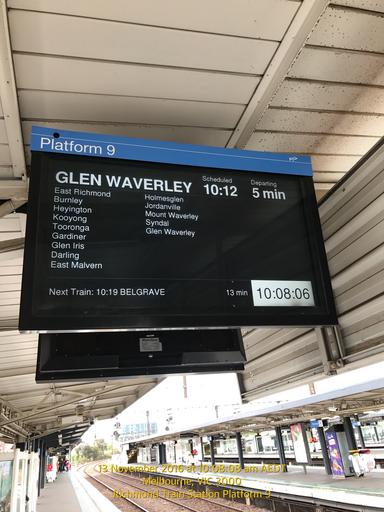 Platform 9
GLEN WAVERLEY
Scheduled
10:12
Departing
5 min
East Richmond
Burnley
Heyington
Kooyong
Tooronga
Gardiner
Glen Iris
Darling
East Malvern
Holmesglen
Jordanville
Mount Waverley
Syndal
Glen Waverley
Next Train: 10:19 BELGRAVE
13 min
10:08:06
13 November 2016 at 10:08:08 am AEDT
Melbourne, VIC 3000
Richmond Train Station Platform 9